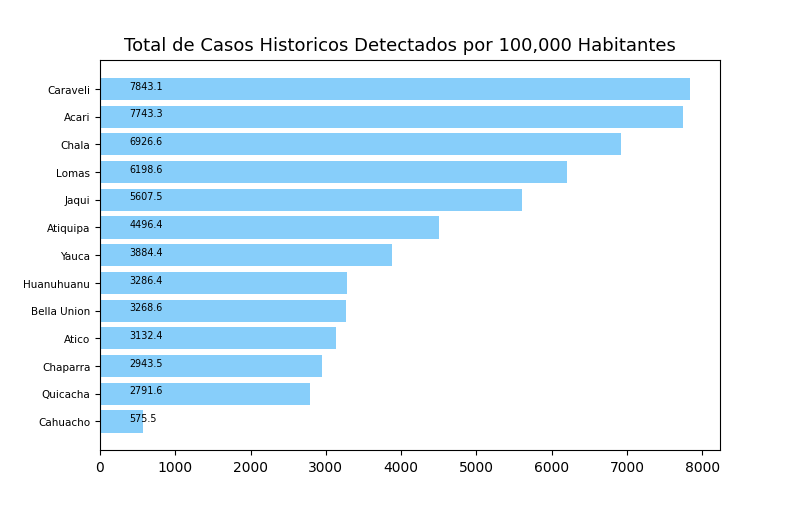 Total de Casos Historicos Detectados por 100,000 Habitantes
Caraveli 7843.1
Acari 7743.3
Chala 6926.6
Lomas 6198.6
Jaqui 5607.5
Atiquipa 4496.4
Yauca 3884.4
Huanuhuanu 3286.4
Bella Union 3268.6
Atico 3132.4
Chaparra 2943.5
Quicacha 2791.6
Cahuacho 575.5
0 1000 2000 3000 4000 5000 6000 7000 8000